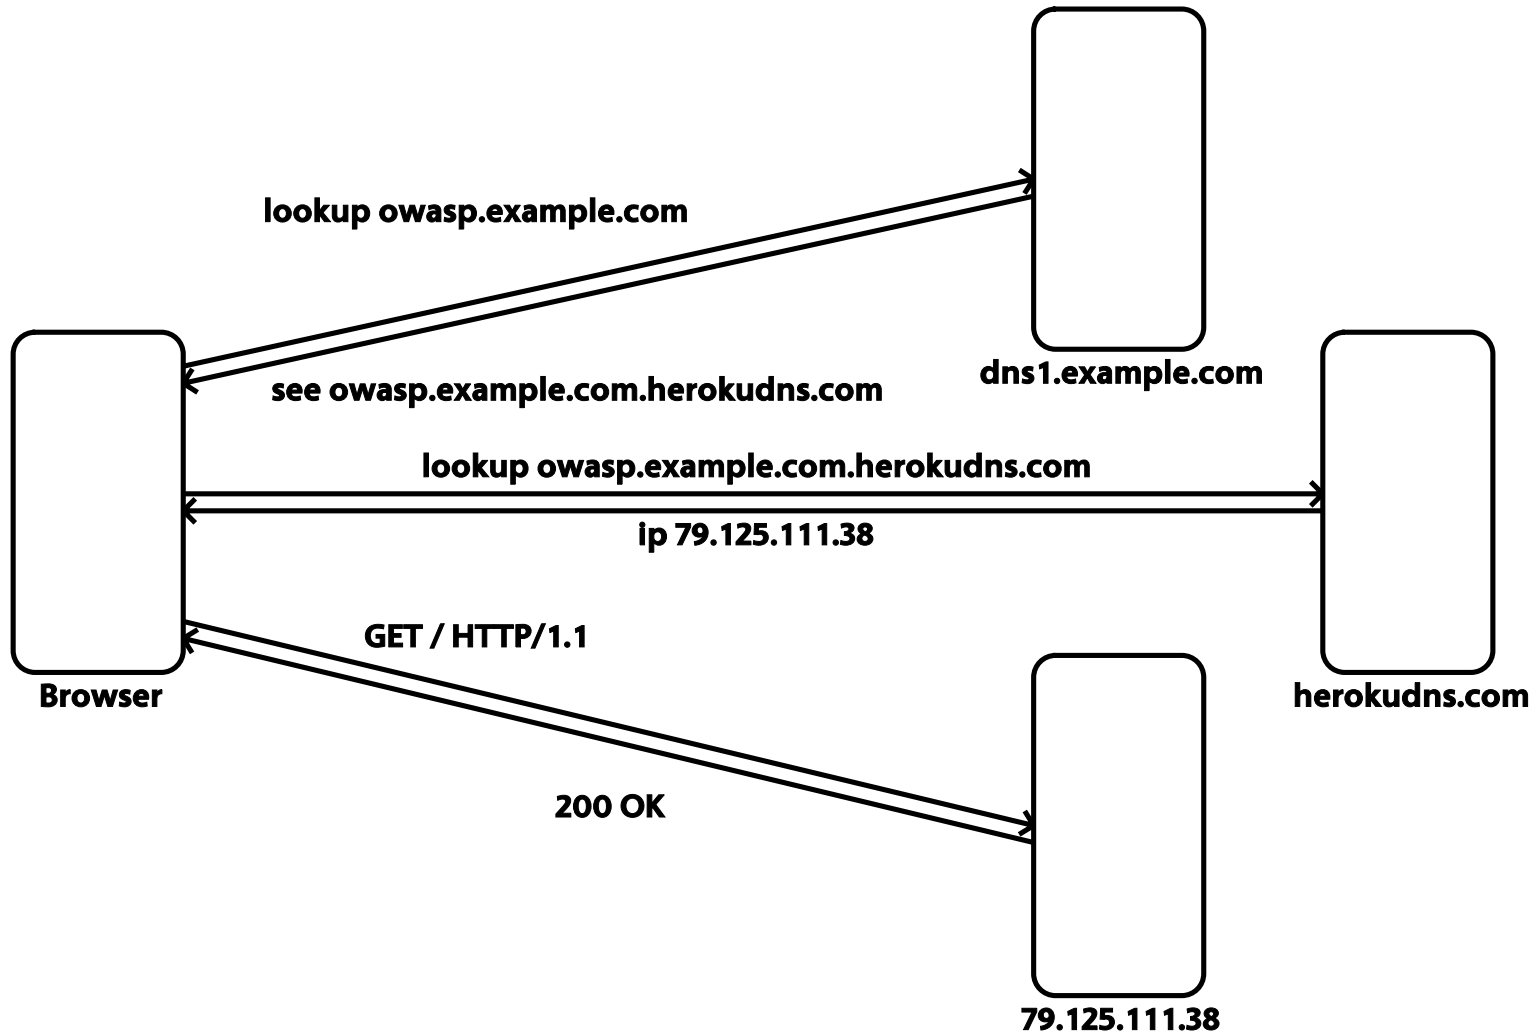 lookup owasp.example.com
dns1.example.com
see owasp.example.com.herokudns.com
lookup owasp.example.com.herokudns.com
ip 79.125.111.38
GET / HTTP/1.1
Browser
herokudns.com
200 OK
79.125.111.38